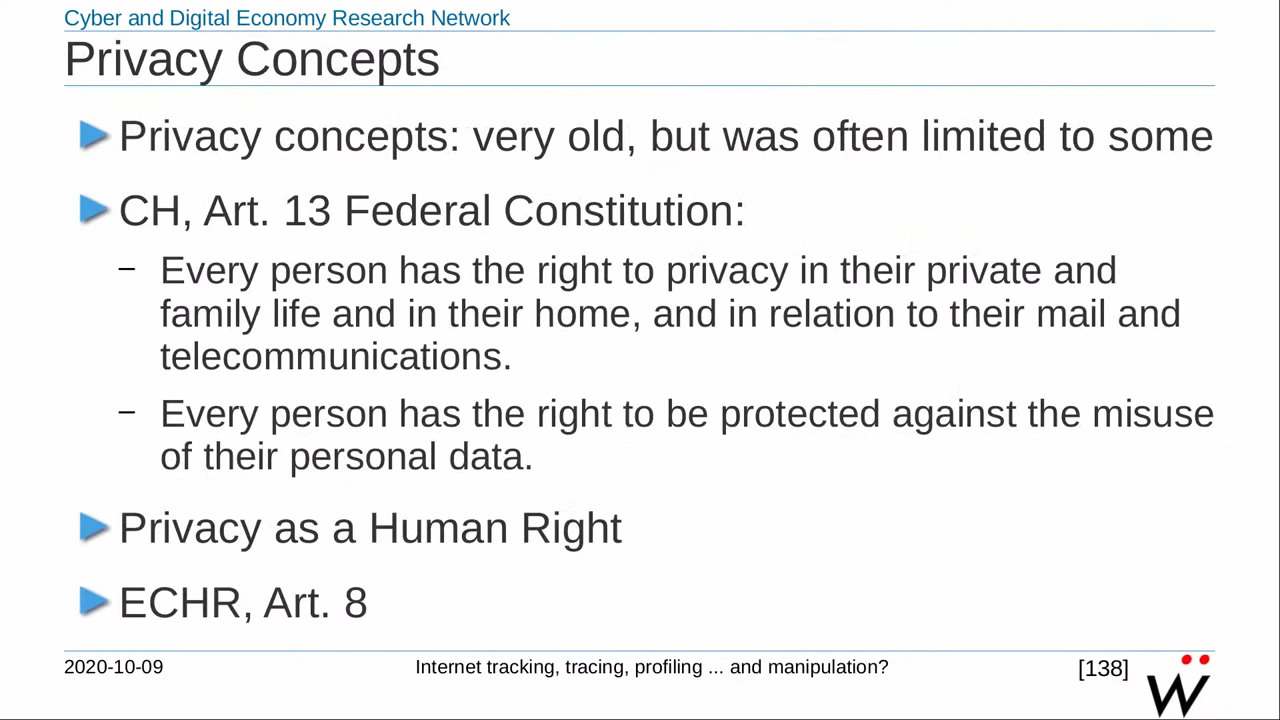 Cyber and Digital Economy Research Network
Privacy Concepts
Privacy concepts: very old, but was often limited to some
CH, Art. 13 Federal Constitution:
– Every person has the right to privacy in their private and
family life and in their home, and in relation to their mail and
telecommunications.
– Every person has the right to be protected against the misuse
of their personal data.
Privacy as a Human Right
ECHR, Art. 8
2020-10-09 Internet tracking, tracing, profiling ... and manipulation? [138]
Ẅ